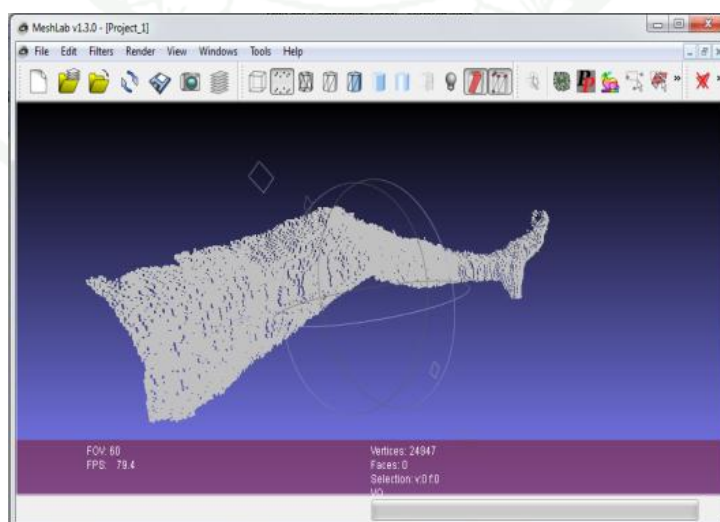 MeshLab v1.3.0 - [Project_1]
File Edit Filters Render View Windows Tools Help
FOV: 60
FPS: 79.4
Vertices: 24947
Faces: 0
Selection: v:0 f:0